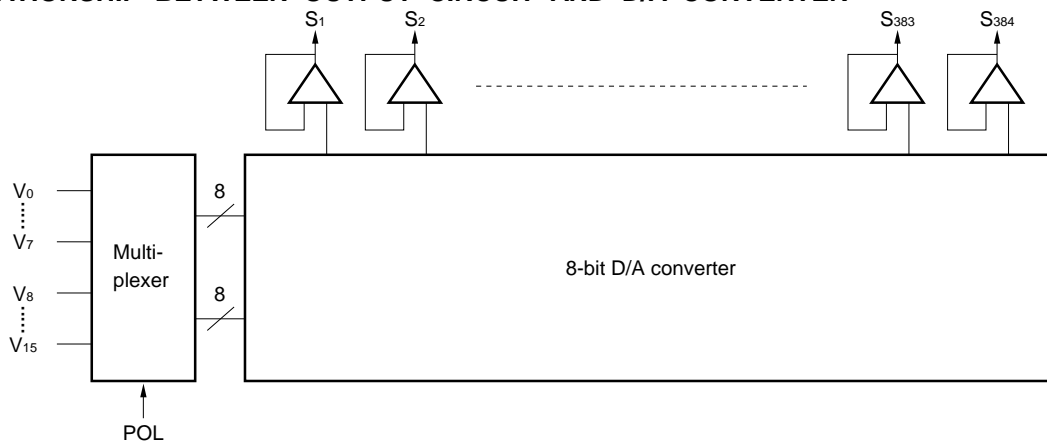 BETWEEN OUTPUT CIRCUIT AND D/A CONVERTER
S1 S2 S383 S384
V0
V7
V8
V15
Multi-
plexer
8
8
8-bit D/A converter
POL